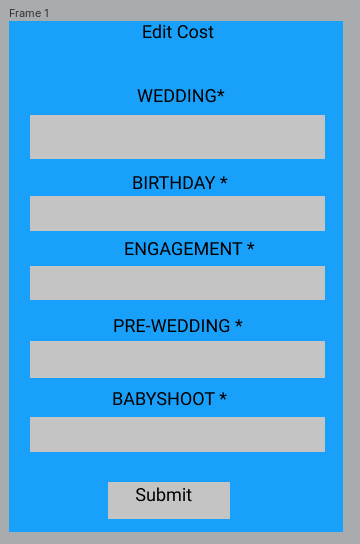 Frame 1
Edit Cost
WEDDING*
BIRTHDAY *
ENGAGEMENT *
PRE-WEDDING *
BABYSHOOT *
Submit